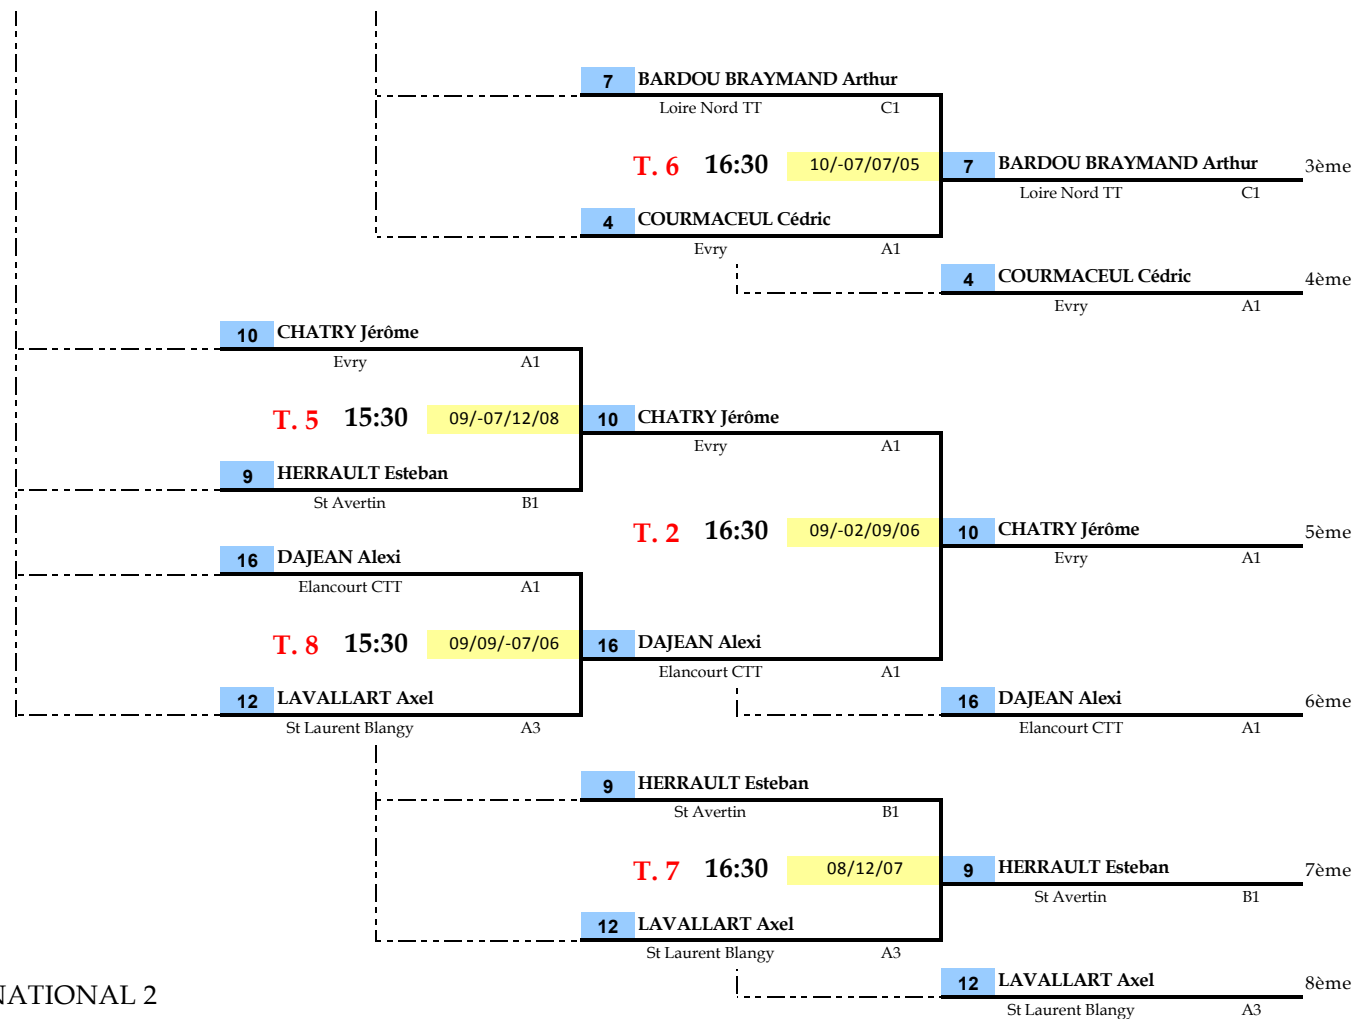 7 BARDOU BRAYMAND Arthur
Loire Nord TT C1
T. 6 16:30 10/-07/07/05 7 BARDOU BRAYMAND Arthur 3ème
Loire Nord TT C1
4 COURMACEUL Cédric
Evry A1
4 COURMACEUL Cédric 4ème
Evry A1
10 CHATRY Jérôme
Evry A1
T. 5 15:30 09/-07/12/08 10 CHATRY Jérôme
Evry A1
9 HERRAULT Esteban
St Avertin B1
T. 2 16:30 09/-02/09/06 10 CHATRY Jérôme 5ème
Evry A1
16 DAJEAN Alexi
Elancourt CTT A1
T. 8 15:30 09/09/-07/06 16 DAJEAN Alexi
Elancourt CTT A1
12 LAVALLART Axel
St Laurent Blangy A3
16 DAJEAN Alexi 6ème
Elancourt CTT A1
9 HERRAULT Esteban
St Avertin B1
T. 7 16:30 08/12/07 9 HERRAULT Esteban 7ème
St Avertin B1
12 LAVALLART Axel
St Laurent Blangy A3
12 LAVALLART Axel 8ème
St Laurent Blangy A3
NATIONAL 2